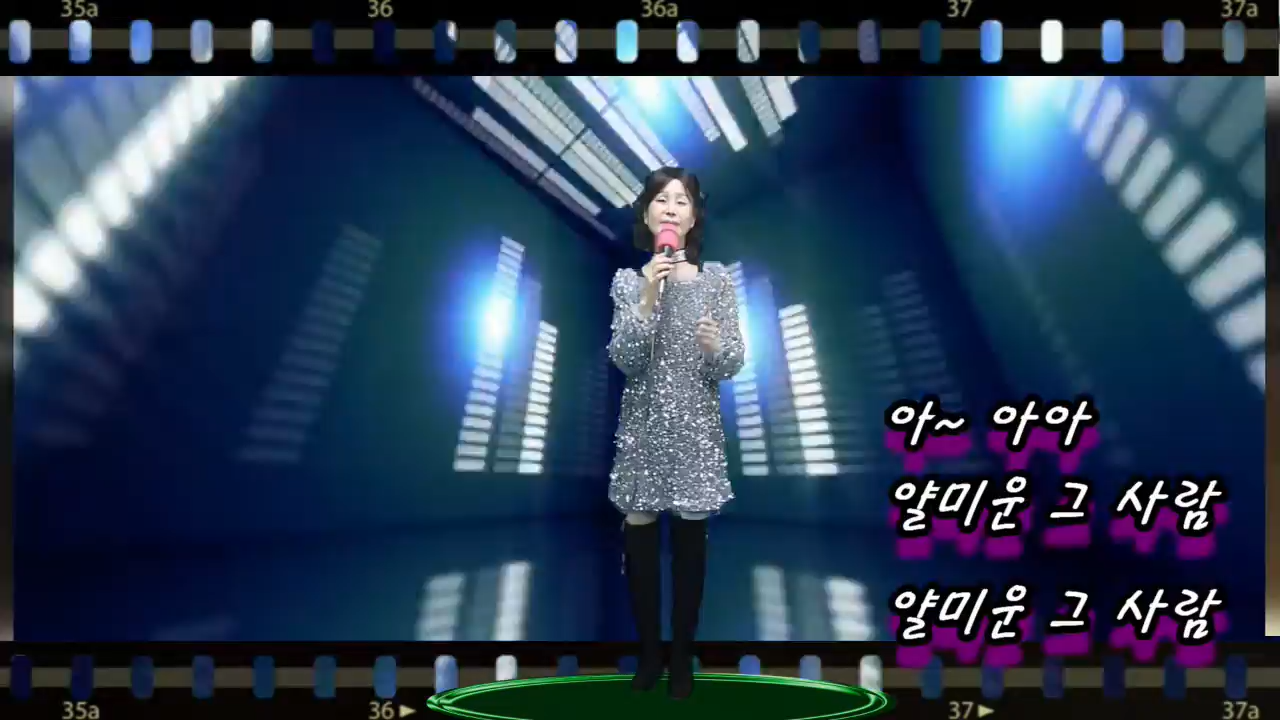 35a 36 36a 37 37a
아~ 아아
얄미운 그 사람
얄미운 그 사람
35a 36▶ 37▶ 37a